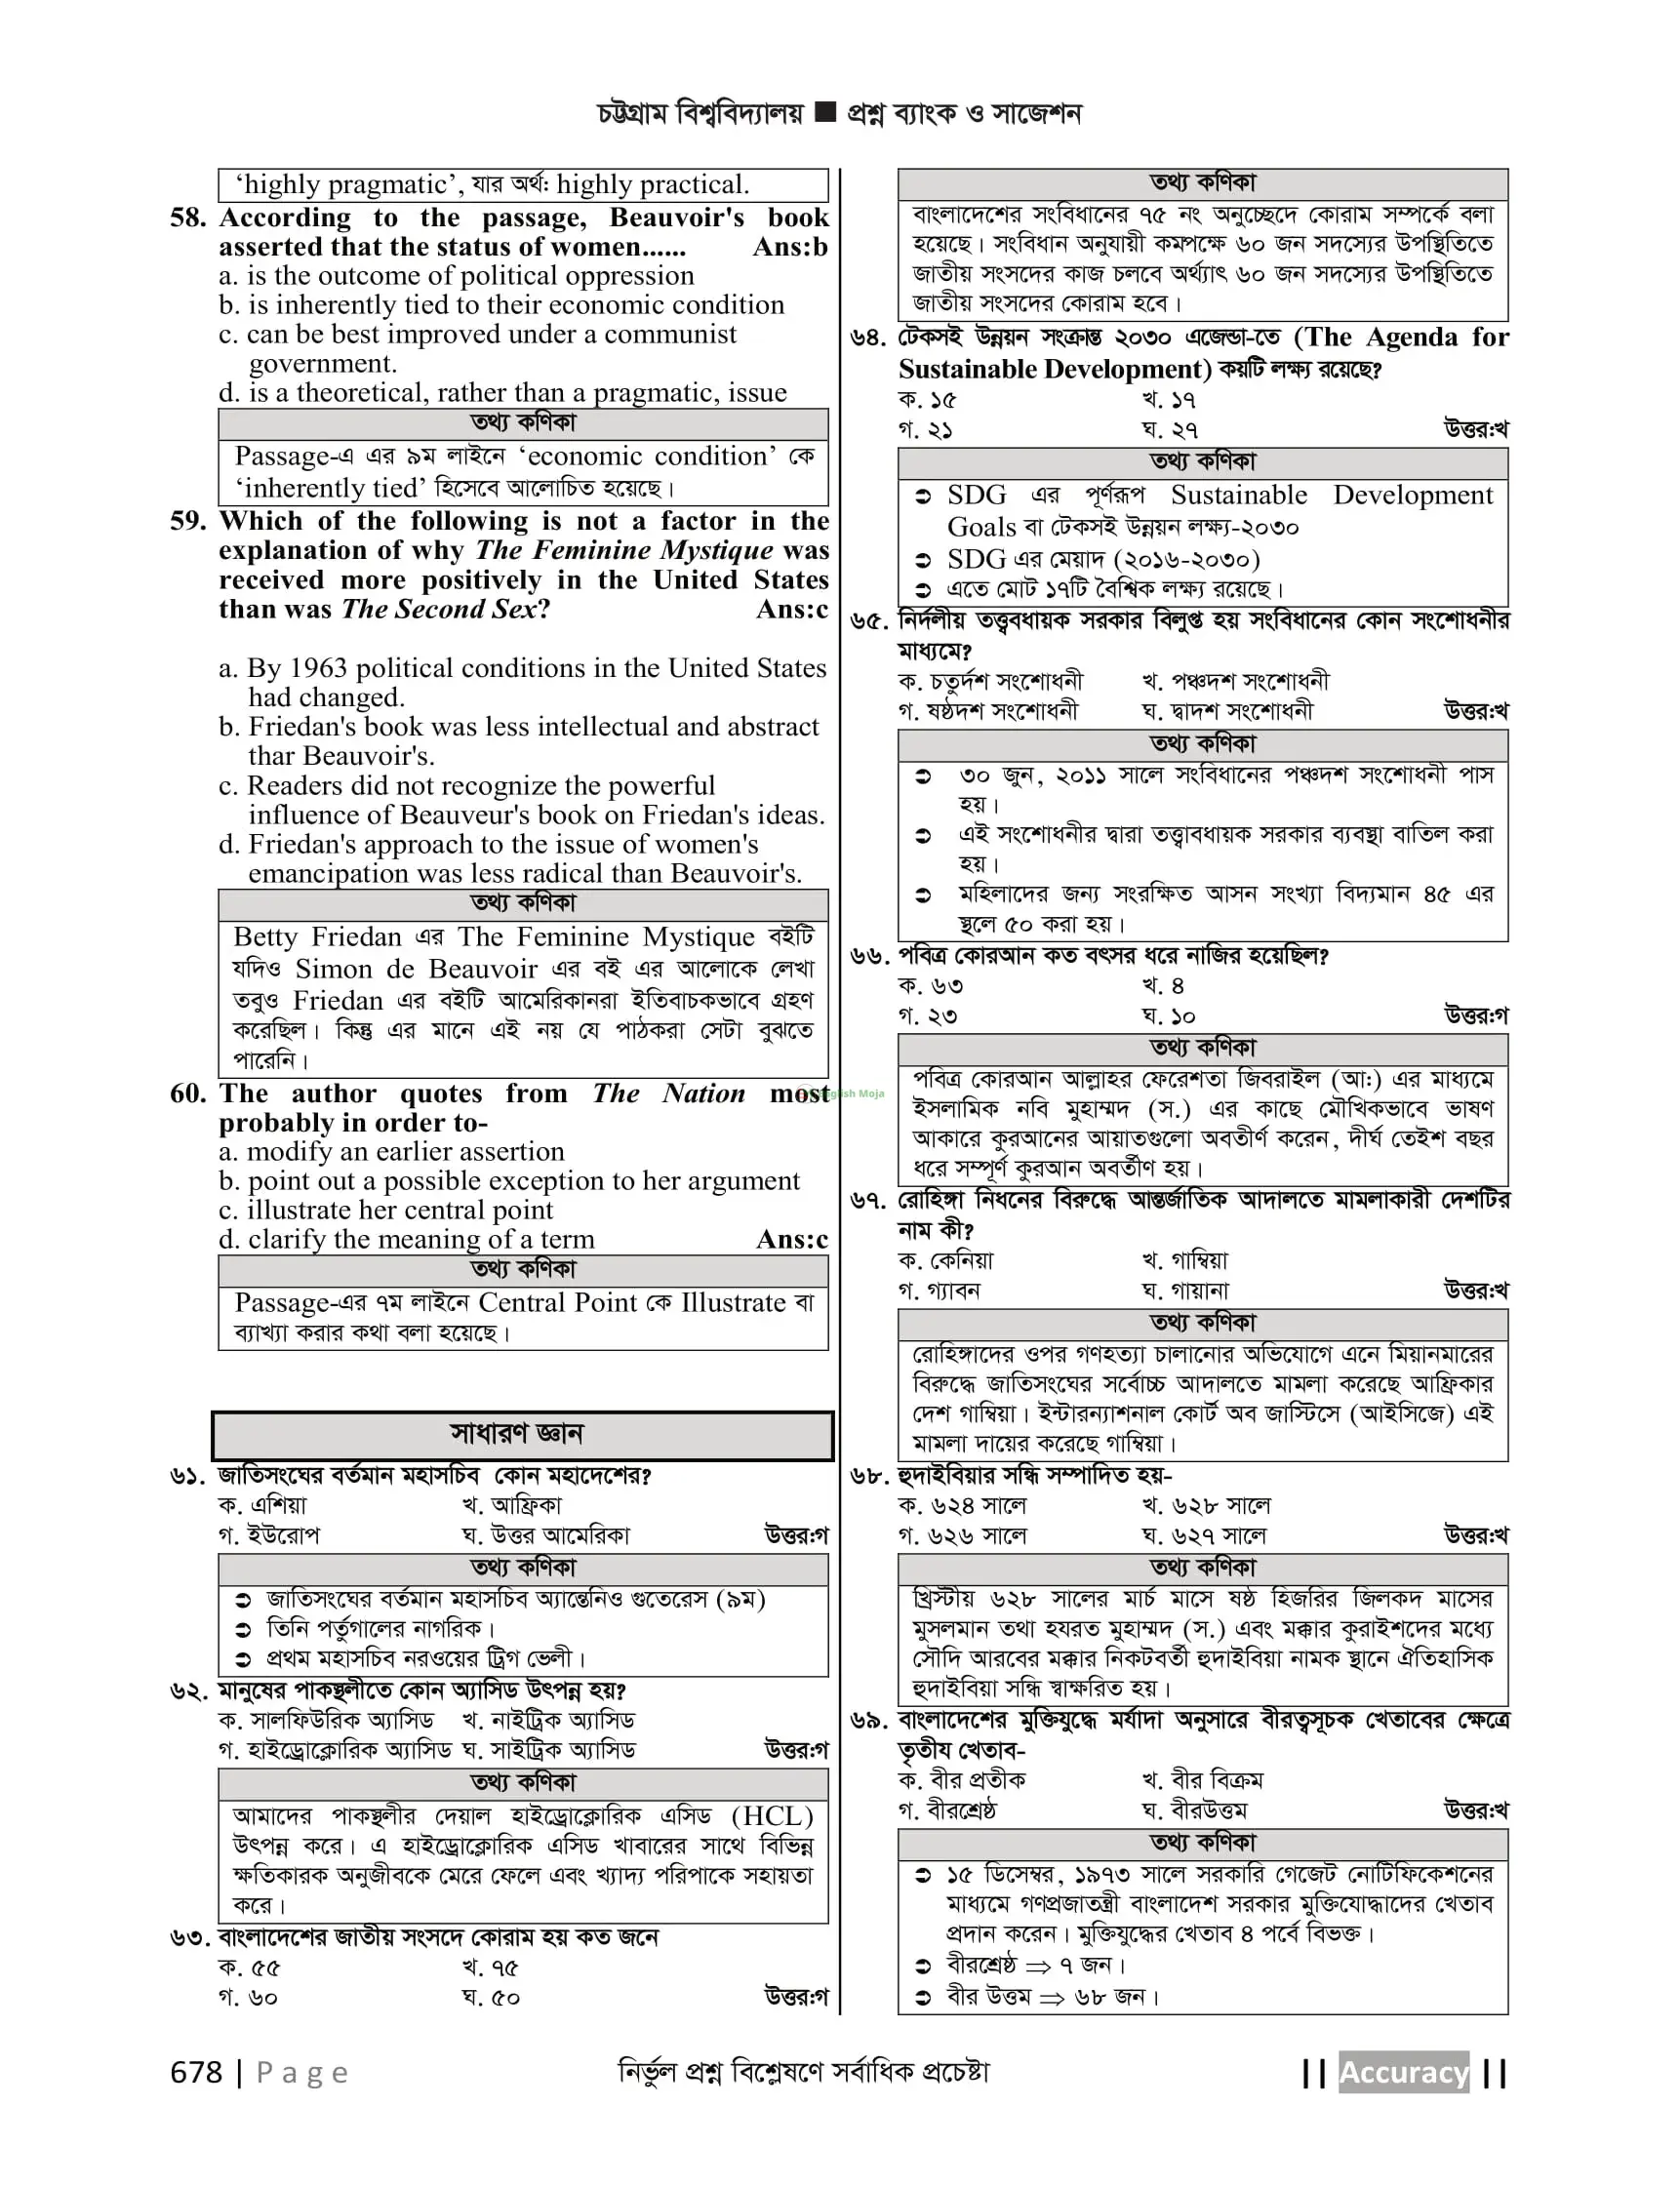 চট্টগ্রাম বিশ্ববিদ্যালয় ■ প্রশ্ন ব্যাংক ও সাজেশন
‘highly pragmatic’, যার অর্থঃ highly practical.
58. According to the passage, Beauvoir's book
asserted that the status of women...... Ans:b
a. is the outcome of political oppression
b. is inherently tied to their economic condition
c. can be best improved under a communist
government.
d. is a theoretical, rather than a pragmatic, issue
তথ্য কণিকা
Passage-এ এর ৯ম লাইনে ‘economic condition’ কে
‘inherently tied’ হিসেবে আলোচিত হয়েছে।
59. Which of the following is not a factor in the
explanation of why The Feminine Mystique was
received more positively in the United States
than was The Second Sex? Ans:c
a. By 1963 political conditions in the United States
had changed.
b. Friedan's book was less intellectual and abstract
thar Beauvoir's.
c. Readers did not recognize the powerful
influence of Beauveur's book on Friedan's ideas.
d. Friedan's approach to the issue of women's
emancipation was less radical than Beauvoir's.
তথ্য কণিকা
Betty Friedan এর The Feminine Mystique বইটি
যদিও Simon de Beauvoir এর বই এর আলোকে লেখা
তবুও Friedan এর বইটি আমেরিকানরা ইতিবাচকভাবে গ্রহণ
করেছিল। কিন্তু এর মানে এই নয় যে পাঠকরা সেটা বুঝতে
পারেনি।
60. The author quotes from The Nation most
probably in order to-
a. modify an earlier assertion
b. point out a possible exception to her argument
c. illustrate her central point
d. clarify the meaning of a term Ans:c
তথ্য কণিকা
Passage-এর ৭ম লাইনে Central Point কে Illustrate বা
ব্যাখ্যা করার কথা বলা হয়েছে।
সাধারণ জ্ঞান
৬১. জাতিসংঘের বর্তমান মহাসচিব কোন মহাদেশের?
ক. এশিয়া খ. আফ্রিকা
গ. ইউরোপ ঘ. উত্তর আমেরিকা উত্তর:গ
তথ্য কণিকা
➲ জাতিসংঘের বর্তমান মহাসচিব অ্যান্তেনিও গুতেরেস (৯ম)
➲ তিনি পর্তুগালের নাগরিক।
➲ প্রথম মহাসচিব নরওয়ের ট্রিগ ভেলী।
৬২. মানুষের পাকস্থলীতে কোন অ্যাসিড উৎপন্ন হয়?
ক. সালফিউরিক অ্যাসিড খ. নাইট্রিক অ্যাসিড
গ. হাইড্রোক্লোরিক অ্যাসিড ঘ. সাইট্রিক অ্যাসিড উত্তর:গ
তথ্য কণিকা
আমাদের পাকস্থলীর দেয়াল হাইড্রোক্লোরিক এসিড (HCL)
উৎপন্ন করে। এ হাইড্রোক্লোরিক এসিড খাবারের সাথে বিভিন্ন
ক্ষতিকারক অনুজীবকে মেরে ফেলে এবং খ্যাদ্য পরিপাকে সহায়তা
করে।
৬৩. বাংলাদেশের জাতীয় সংসদে কোরাম হয় কত জনে
ক. ৫৫ খ. ৭৫
গ. ৬০ ঘ. ৫০ উত্তর:গ
তথ্য কণিকা
বাংলাদেশের সংবিধানের ৭৫ নং অনুচ্ছেদে কোরাম সম্পর্কে বলা
হয়েছে। সংবিধান অনুযায়ী কমপক্ষে ৬০ জন সদস্যের উপস্থিতিতে
জাতীয় সংসদের কাজ চলবে অর্থ্যাৎ ৬০ জন সদস্যের উপস্থিতিতে
জাতীয় সংসদের কোরাম হবে।
৬৪. টেকসই উন্নয়ন সংক্রান্ত ২০৩০ এজেন্ডা-তে (The Agenda for
Sustainable Development) কয়টি লক্ষ্য রয়েছে?
ক. ১৫ খ. ১৭
গ. ২১ ঘ. ২৭ উত্তর:খ
তথ্য কণিকা
➲ SDG এর পূর্ণরূপ Sustainable Development
Goals বা টেকসই উন্নয়ন লক্ষ্য-২০৩০
➲ SDG এর মেয়াদ (২০১৬-২০৩০)
➲ এতে মোট ১৭টি বৈশ্বিক লক্ষ্য রয়েছে।
৬৫. নির্দলীয় তত্ত্ববধায়ক সরকার বিলুপ্ত হয় সংবিধানের কোন সংশোধনীর
মাধ্যমে?
ক. চতুর্দশ সংশোধনী খ. পঞ্চদশ সংশোধনী
গ. ষষ্ঠদশ সংশোধনী ঘ. দ্বাদশ সংশোধনী উত্তর:খ
তথ্য কণিকা
➲ ৩০ জুন, ২০১১ সালে সংবিধানের পঞ্চদশ সংশোধনী পাস
হয়।
➲ এই সংশোধনীর দ্বারা তত্ত্বাবধায়ক সরকার ব্যবস্থা বাতিল করা
হয়।
➲ মহিলাদের জন্য সংরক্ষিত আসন সংখ্যা বিদ্যমান ৪৫ এর
স্থলে ৫০ করা হয়।
৬৬. পবিত্র কোরআন কত বৎসর ধরে নাজির হয়েছিল?
ক. ৬৩ খ. ৪
গ. ২৩ ঘ. ১০ উত্তর:গ
তথ্য কণিকা
পবিত্র কোরআন আল্লাহর ফেরেশতা জিবরাইল (আঃ) এর মাধ্যমে
ইসলামিক নবি মুহাম্মদ (স.) এর কাছে মৌখিকভাবে ভাষণ
আকারে কুরআনের আয়াতগুলো অবতীর্ণ করেন, দীর্ঘ তেইশ বছর
ধরে সম্পূর্ণ কুরআন অবর্তীণ হয়।
৬৭. রোহিঙ্গা নিধনের বিরুদ্ধে আন্তর্জাতিক আদালতে মামলাকারী দেশটির
নাম কী?
ক. কেনিয়া খ. গাম্বিয়া
গ. গ্যাবন ঘ. গায়ানা উত্তর:খ
তথ্য কণিকা
রোহিঙ্গাদের ওপর গণহত্যা চালানোর অভিযোগে এনে মিয়ানমারের
বিরুদ্ধে জাতিসংঘের সর্বোচ্চ আদালতে মামলা করেছে আফ্রিকার
দেশ গাম্বিয়া। ইন্টারন্যাশনাল কোর্ট অব জাস্টিসে (আইসিজে) এই
মামলা দায়ের করেছে গাম্বিয়া।
৬৮. হুদাইবিয়ার সন্ধি সম্পাদিত হয়-
ক. ৬২৪ সালে খ. ৬২৮ সালে
গ. ৬২৬ সালে ঘ. ৬২৭ সালে উত্তর:খ
তথ্য কণিকা
খ্রিস্টীয় ৬২৮ সালের মার্চ মাসে ষষ্ঠ হিজরির জিলকদ মাসের
মুসলমান তথা হযরত মুহাম্মদ (স.) এবং মক্কার কুরাইশদের মধ্যে
সৌদি আরবের মক্কার নিকটবর্তী হুদাইবিয়া নামক স্থানে ঐতিহাসিক
হুদাইবিয়া সন্ধি স্বাক্ষরিত হয়।
৬৯. বাংলাদেশের মুক্তিযুদ্ধে মর্যাদা অনুসারে বীরত্বসূচক খেতাবের ক্ষেত্রে
তৃতীয খেতাব-
ক. বীর প্রতীক খ. বীর বিক্রম
গ. বীরশ্রেষ্ঠ ঘ. বীরউত্তম উত্তর:খ
তথ্য কণিকা
➲ ১৫ ডিসেম্বর, ১৯৭৩ সালে সরকারি গেজেট নোটিফিকেশনের
মাধ্যমে গণপ্রজাতন্ত্রী বাংলাদেশ সরকার মুক্তিযোদ্ধাদের খেতাব
প্রদান করেন। মুক্তিযুদ্ধের খেতাব ৪ পর্বে বিভক্ত।
➲ বীরশ্রেষ্ঠ ⇒ ৭ জন।
➲ বীর উত্তম ⇒ ৬৮ জন।
678 | Page নির্ভুল প্রশ্ন বিশ্লেষণে সর্বাধিক প্রচেষ্টা || Accuracy ||